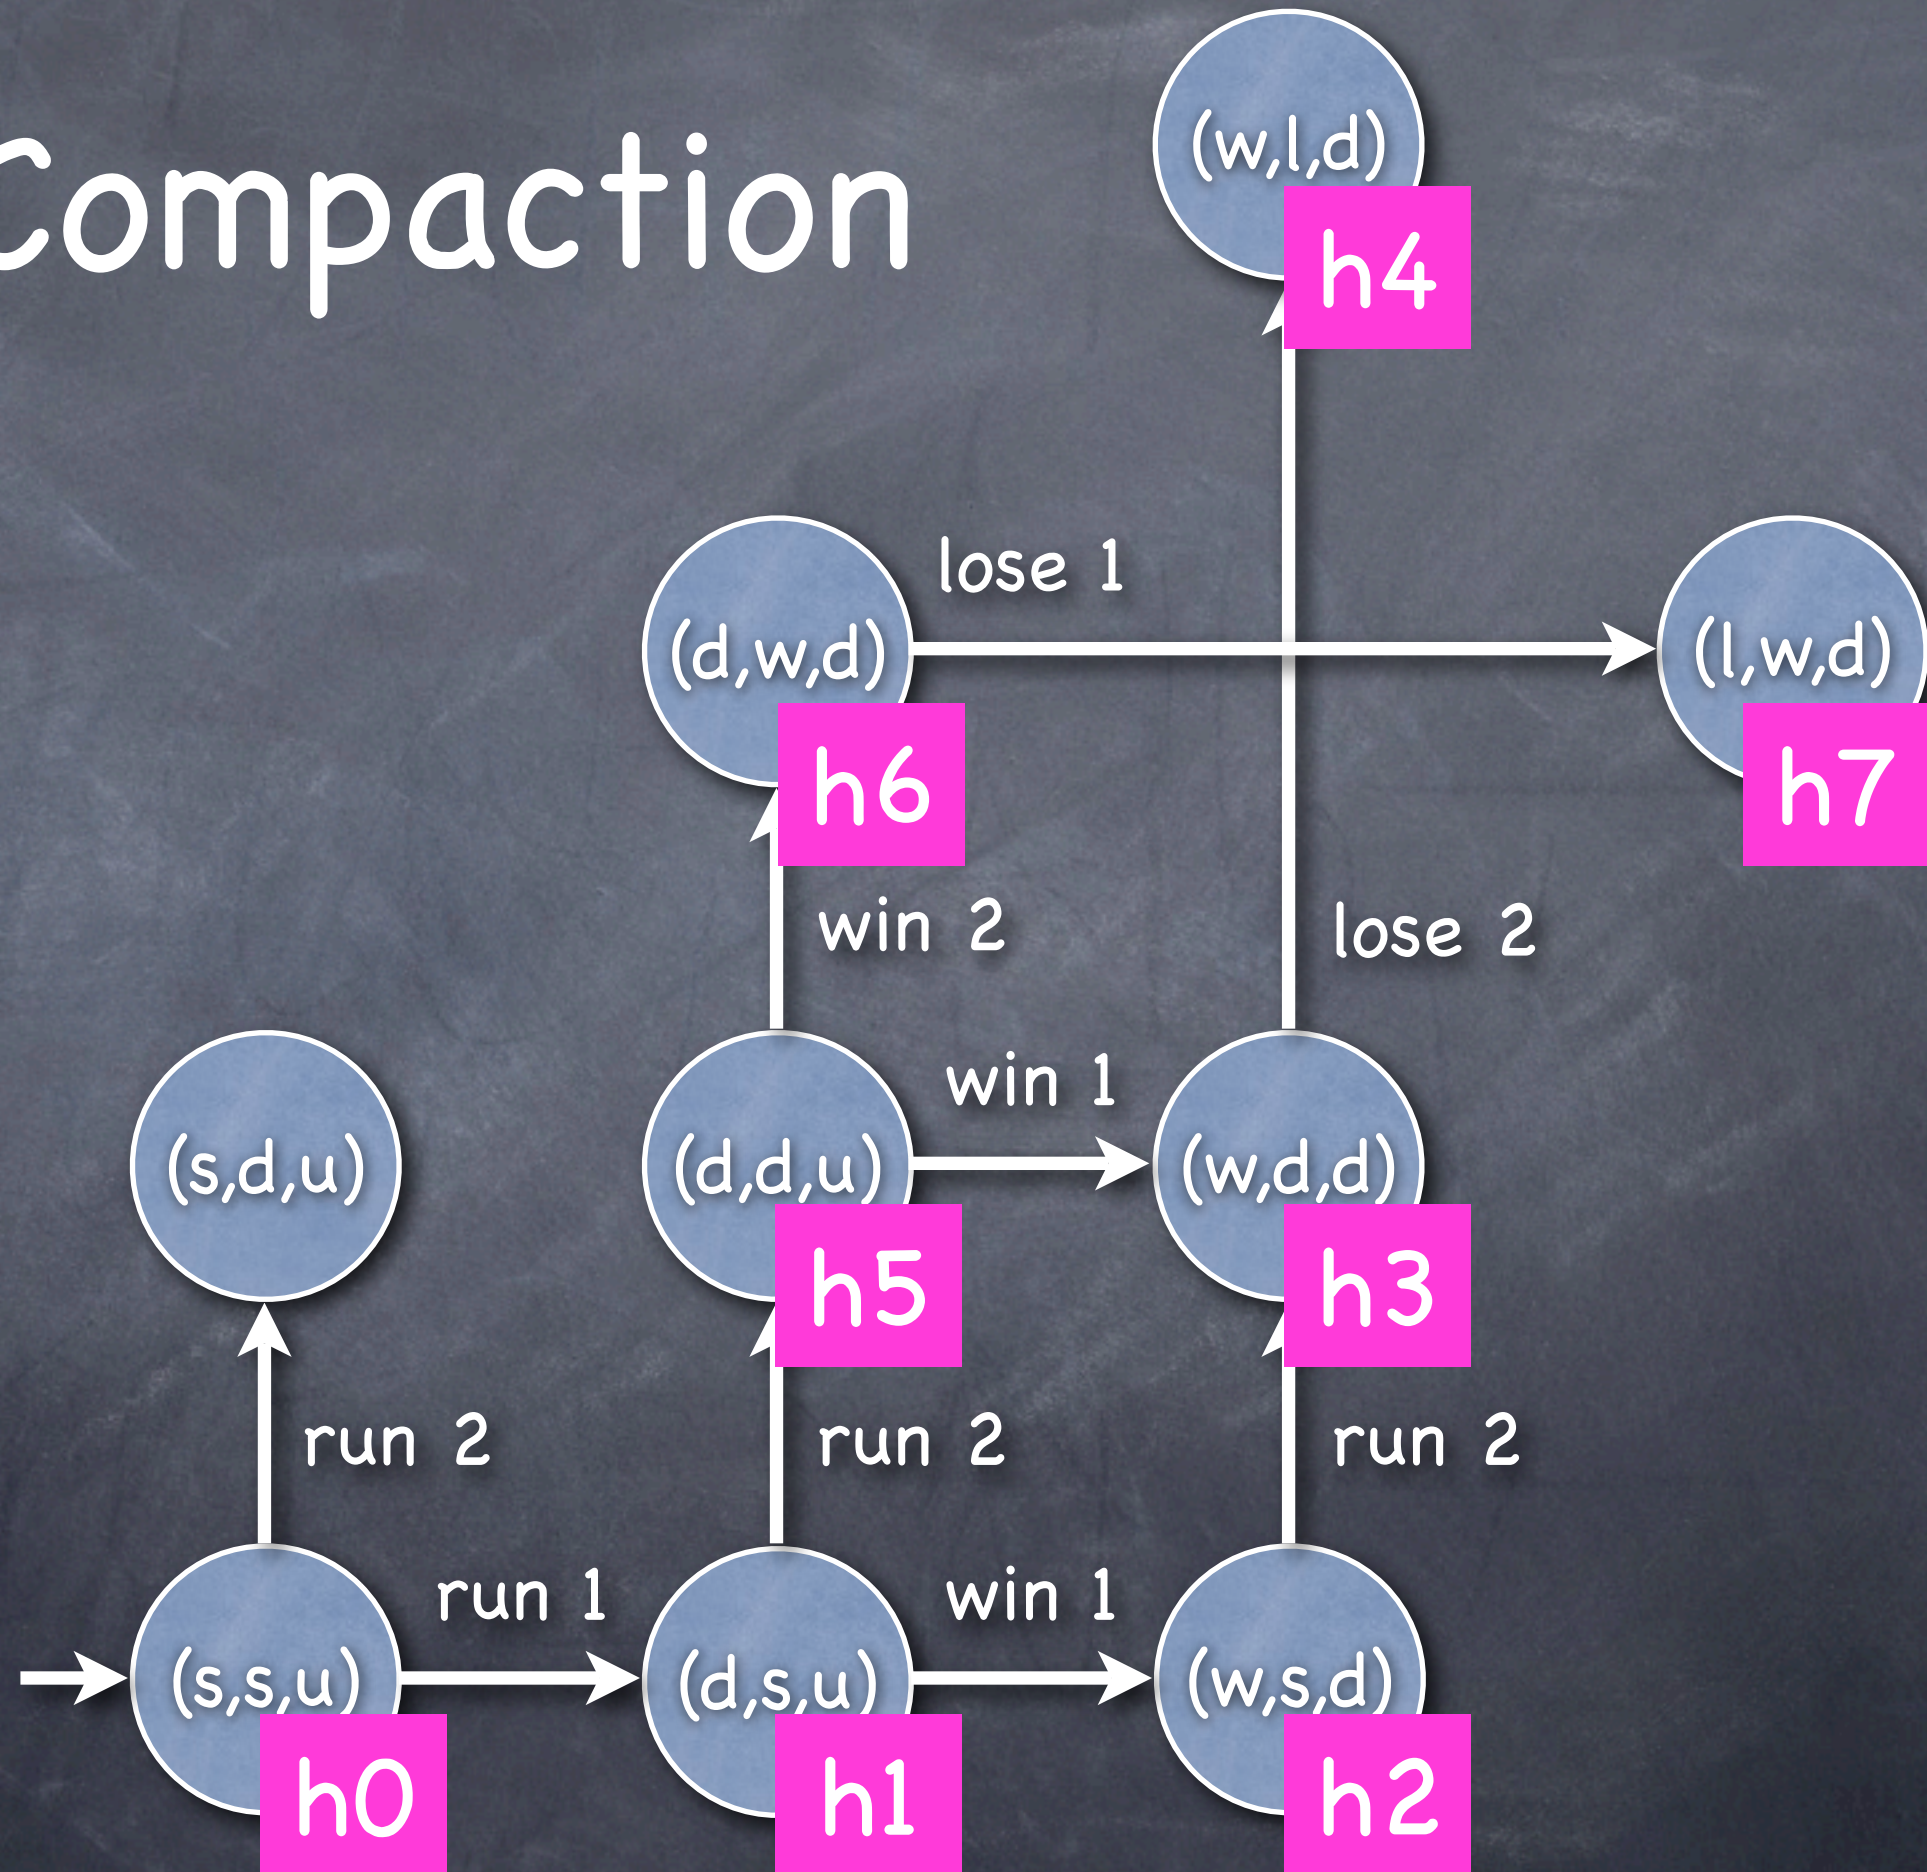 Compaction
(w,l,d)
h4
lose 1
(d,w,d)
(l,w,d)
h6
h7
win 2
lose 2
win 1
(s,d,u)
(d,d,u)
(w,d,d)
h5
h3
run 2
run 2
run 2
run 1
win 1
(s,s,u)
(d,s,u)
(w,s,d)
h0
h1
h2